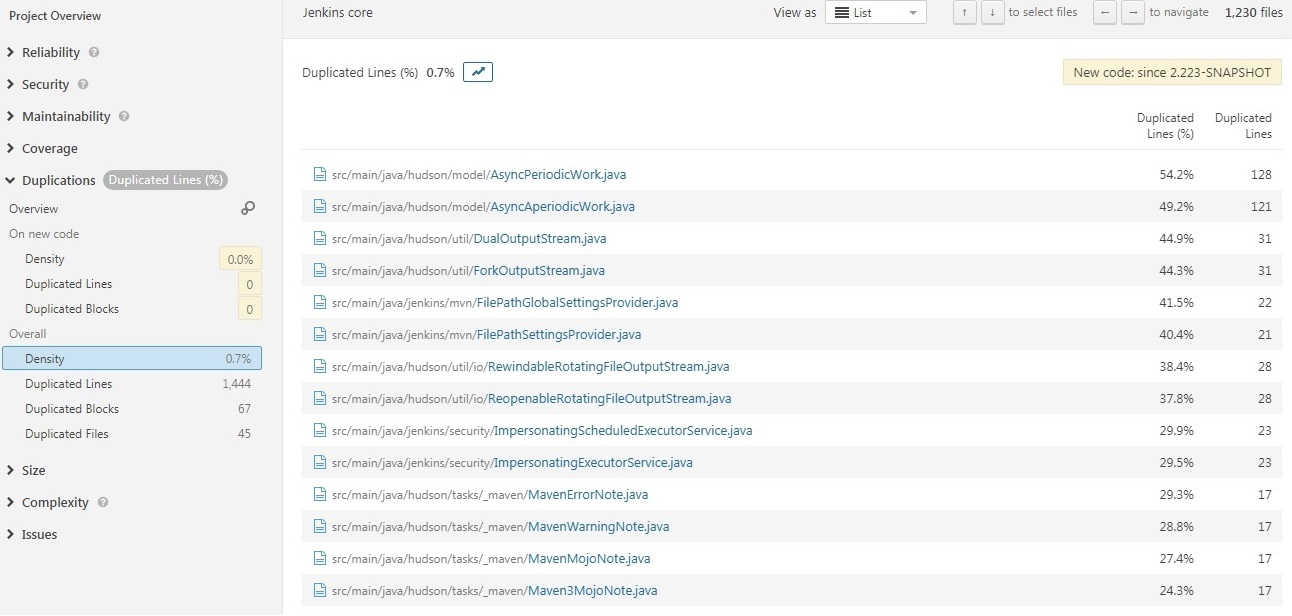 Project Overview
Reliability ?
Security ?
Maintainability ?
Coverage
Duplications Duplicated Lines (%)
Overview
On new code
Density 0.0%
Duplicated Lines 0
Duplicated Blocks 0
Overall
Density 0.7%
Duplicated Lines 1,444
Duplicated Blocks 67
Duplicated Files 45
Size
Complexity ?
Issues
Jenkins core View as List ↑ ↓ to select files ← → to navigate 1,230 files
Duplicated Lines (%) 0.7% New code: since 2.223-SNAPSHOT
Duplicated Duplicated
Lines (%) Lines
src/main/java/hudson/model/AsyncPeriodicWork.java 54.2% 128
src/main/java/hudson/model/AsyncAperiodicWork.java 49.2% 121
src/main/java/hudson/util/DualOutputStream.java 44.9% 31
src/main/java/hudson/util/ForkOutputStream.java 44.3% 31
src/main/java/jenkins/mvn/FilePathGlobalSettingsProvider.java 41.5% 22
src/main/java/jenkins/mvn/FilePathSettingsProvider.java 40.4% 21
src/main/java/hudson/util/io/RewindableRotatingFileOutputStream.java 38.4% 28
src/main/java/hudson/util/io/ReopenableRotatingFileOutputStream.java 37.8% 28
src/main/java/jenkins/security/ImpersonatingScheduledExecutorService.java 29.9% 23
src/main/java/jenkins/security/ImpersonatingExecutorService.java 29.5% 23
src/main/java/hudson/tasks/_maven/MavenErrorNote.java 29.3% 17
src/main/java/hudson/tasks/_maven/MavenWarningNote.java 28.8% 17
src/main/java/hudson/tasks/_maven/MavenMojoNote.java 27.4% 17
src/main/java/hudson/tasks/_maven/Maven3MojoNote.java 24.3% 17